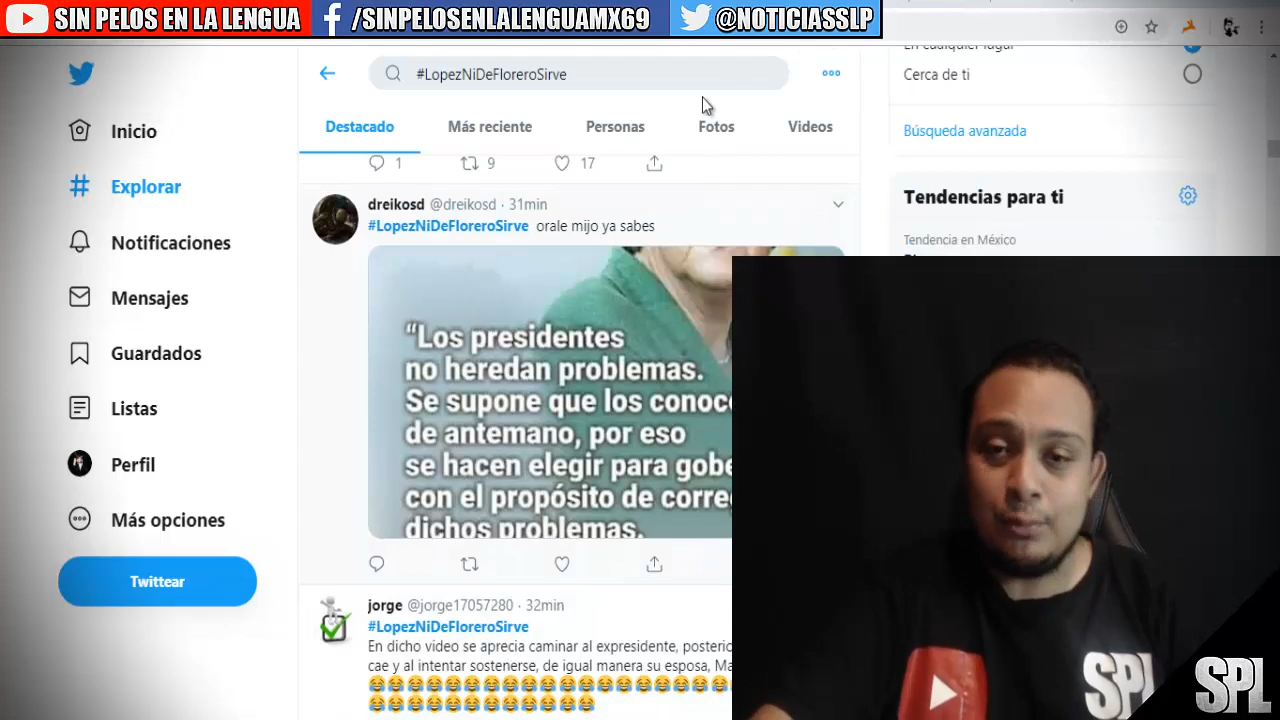 SIN PELOS EN LA LENGUA
/SINPELOSENLALENGUAMX69
@NOTICIASSLP
#LopezNiDeFloreroSirve
Destacado
Más reciente
Personas
Fotos
Videos
1
9
17
Inicio
Explorar
Notificaciones
Mensajes
Guardados
Listas
Perfil
Más opciones
Twittear
dreikosd @dreikosd · 31min
#LopezNiDeFloreroSirve orale mijo ya sabes
“Los presidentes
no heredan problemas.
Se supone que los conoc
de antemano, por eso
se hacen elegir para gobe
con el propósito de corre
dichos problemas.
jorge @jorge17057280 · 32min
#LopezNiDeFloreroSirve
En dicho video se aprecia caminar al expresidente, posterio
cae y al intentar sostenerse, de igual manera su esposa, Ma
En cualquier lugar
Cerca de ti
Búsqueda avanzada
Tendencias para ti
Tendencia en México
SPL
SPL